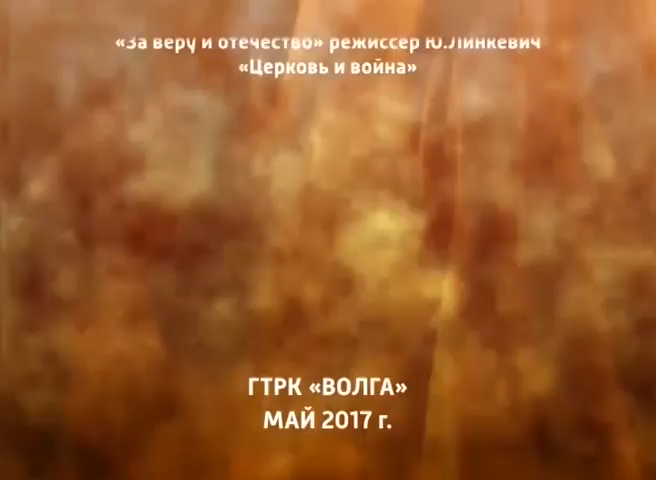 «За веру и отечество» режиссер Ю.Линкевич
«Церковь и война»
ГТРК «ВОЛГА»
МАЙ 2017 г.